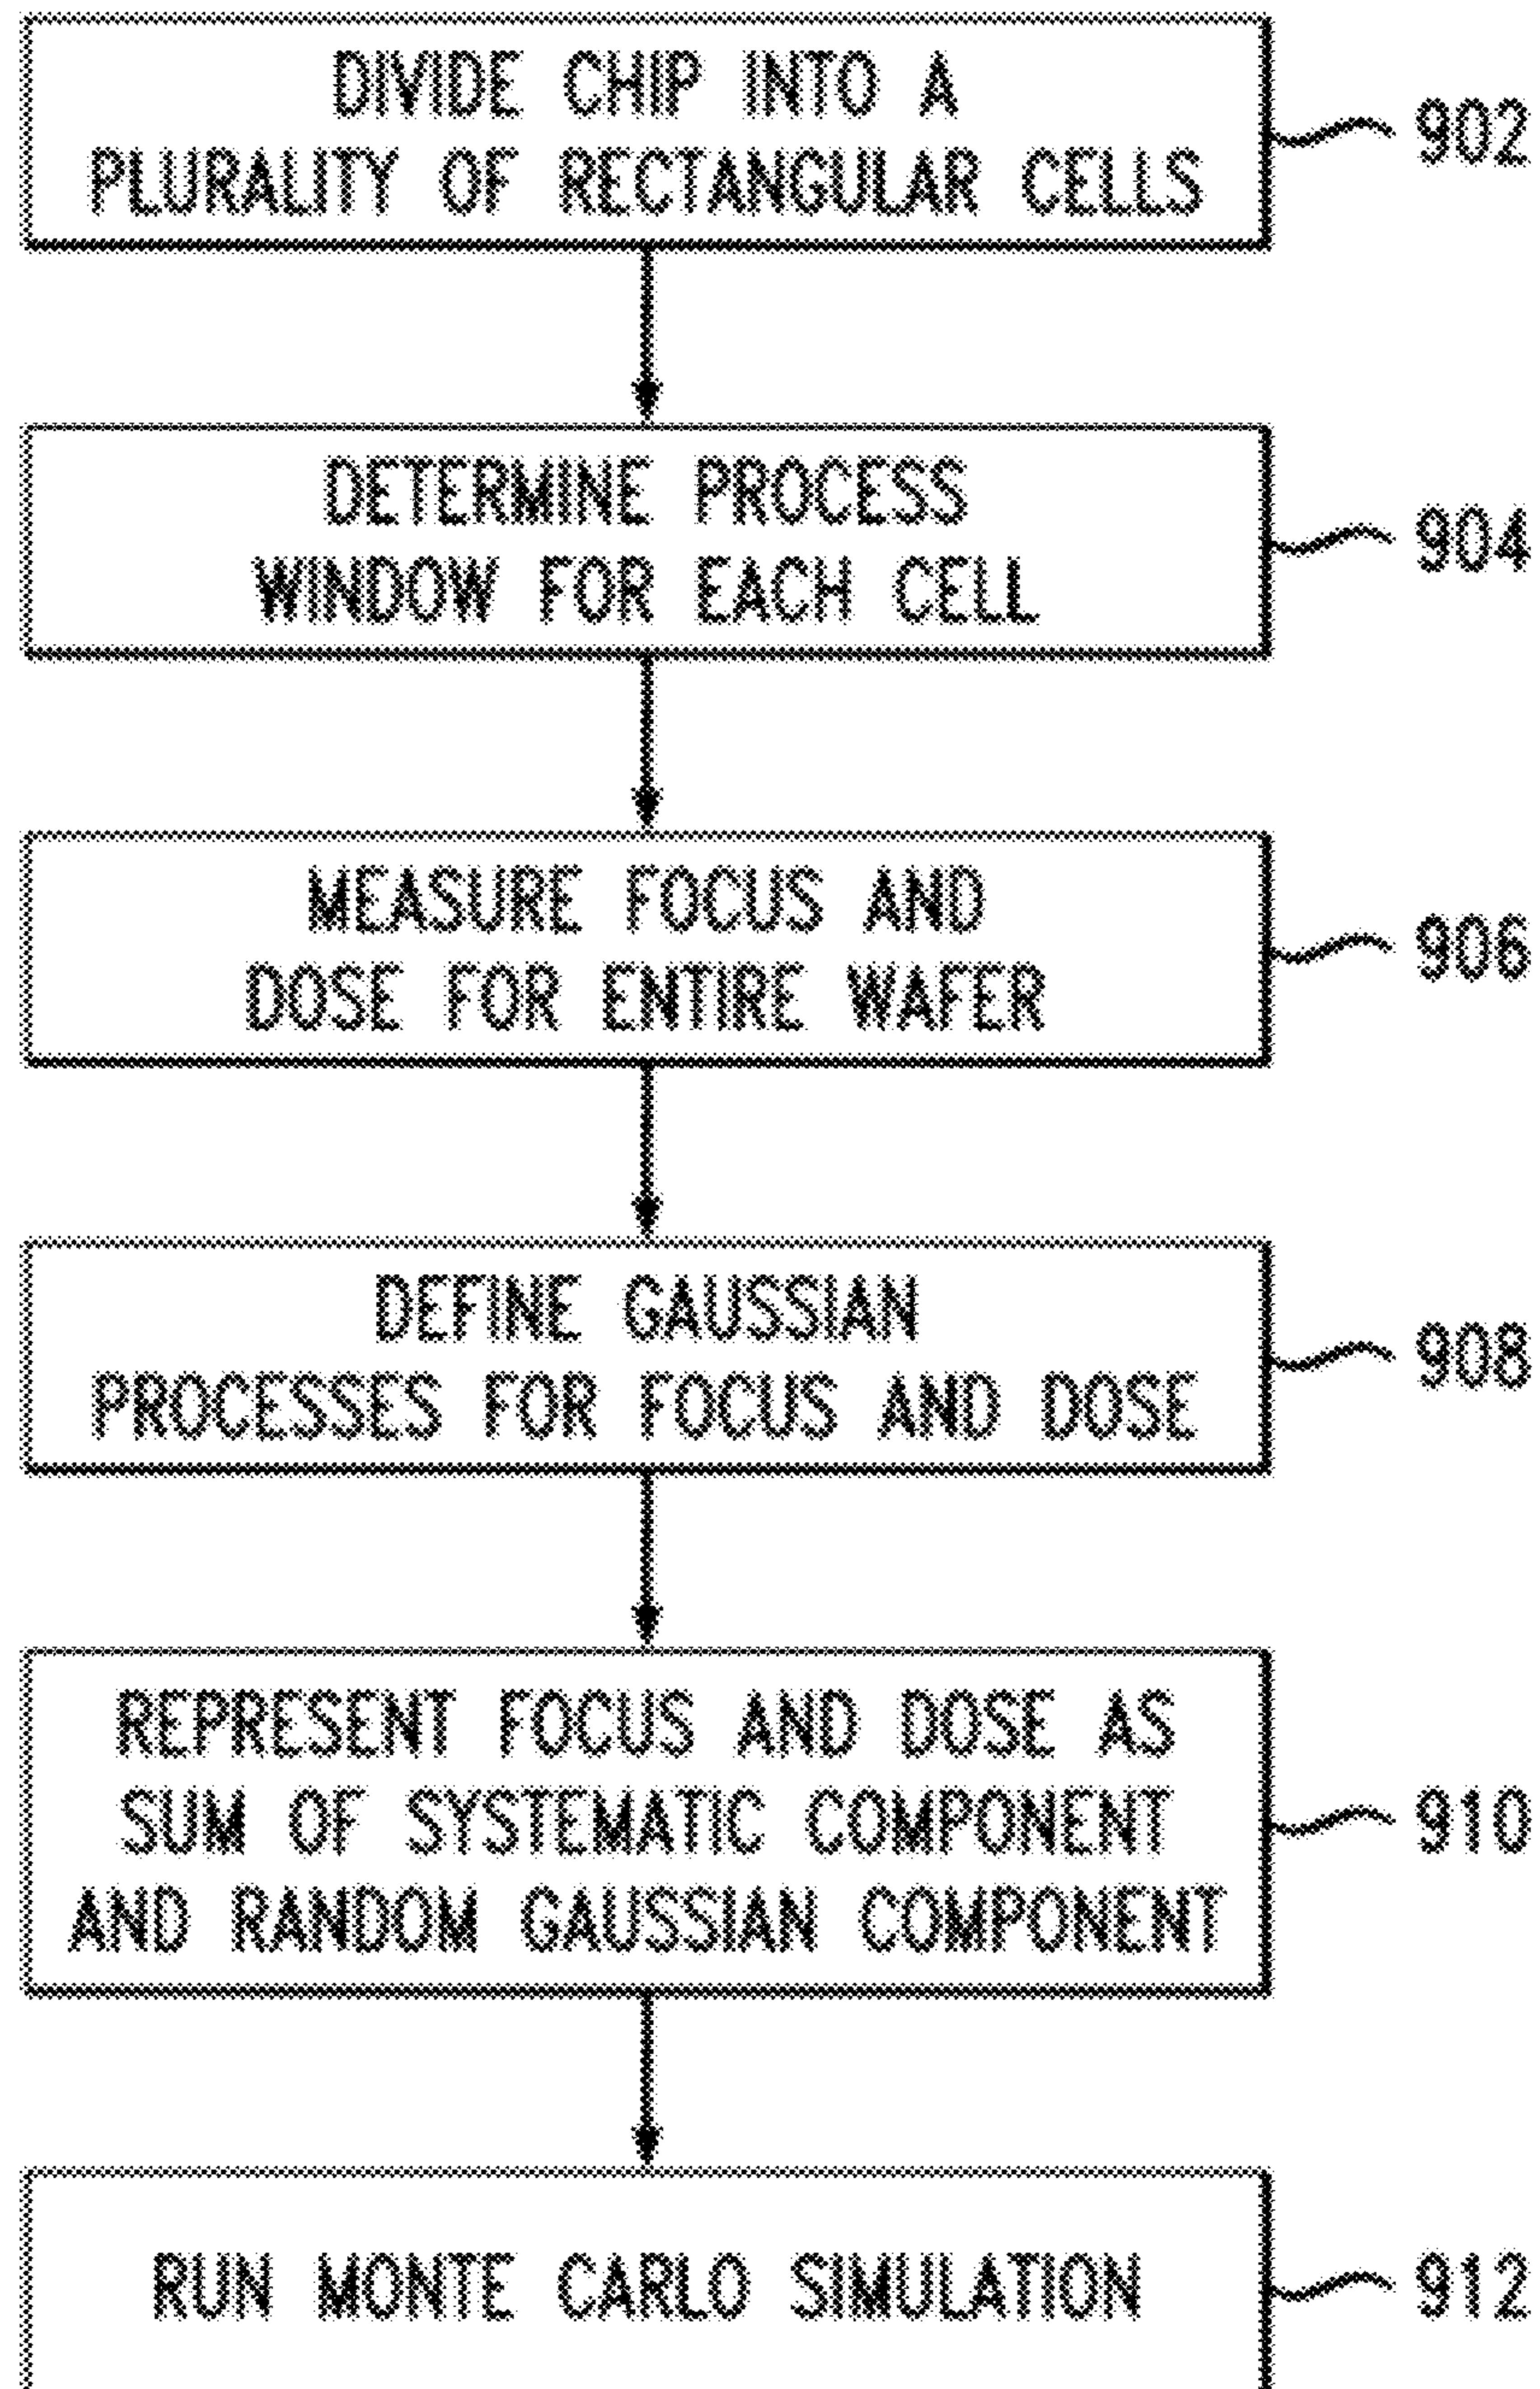 DIVIDE CHIP INTO A
PLURALITY OF RECTANGULAR CELLS
902
DETERMINE PROCESS
WINDOW FOR EACH CELL
904
MEASURE FOCUS AND
DOSE FOR ENTIRE WAFER
906
DEFINE GAUSSIAN
PROCESSES FOR FOCUS AND DOSE
908
REPRESENT FOCUS AND DOSE AS
SUM OF SYSTEMATIC COMPONENT
AND RANDOM GAUSSIAN COMPONENT
910
RUN MONTE CARLO SIMULATION
912